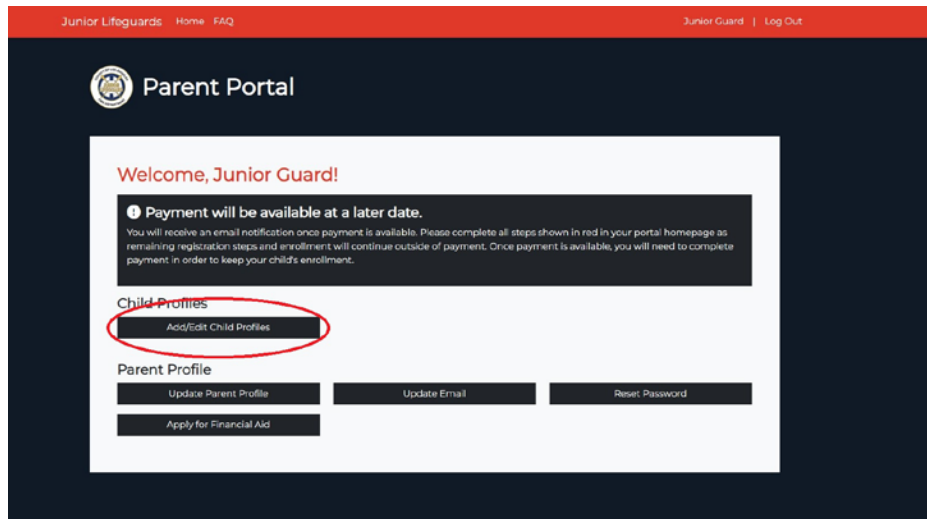 Junior Lifeguards Home FAQ Junior Guard | Log Out
Parent Portal
Welcome, Junior Guard!
Payment will be available at a later date.
You will receive an email notification once payment is available. Please complete all steps shown in red in your portal homepage as
remaining registration steps and enrollment will continue outside of payment. Once payment is available, you will need to complete
payment in order to keep your child's enrollment.
Child Profiles
Add/Edit Child Profiles
Parent Profile
Update Parent Profile Update Email Reset Password
Apply for Financial Aid